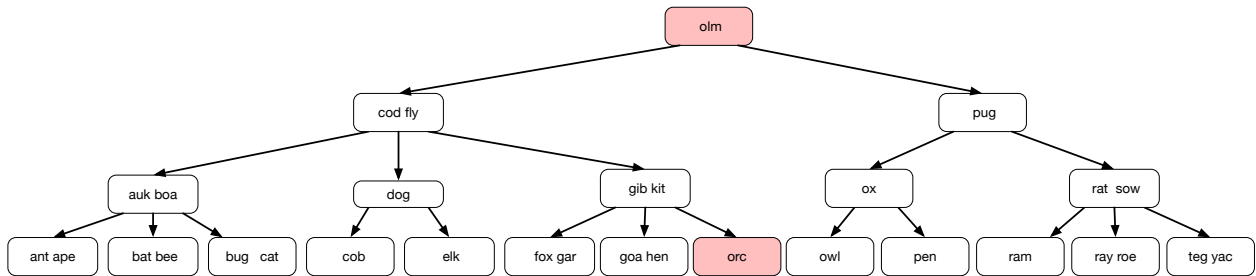 olm
cod fly
pug
auk boa
dog
gib kit
ox
rat sow
ant ape
bat bee
bug cat
cob
elk
fox gar
goa hen
orc
owl
pen
ram
ray roe
teg yac